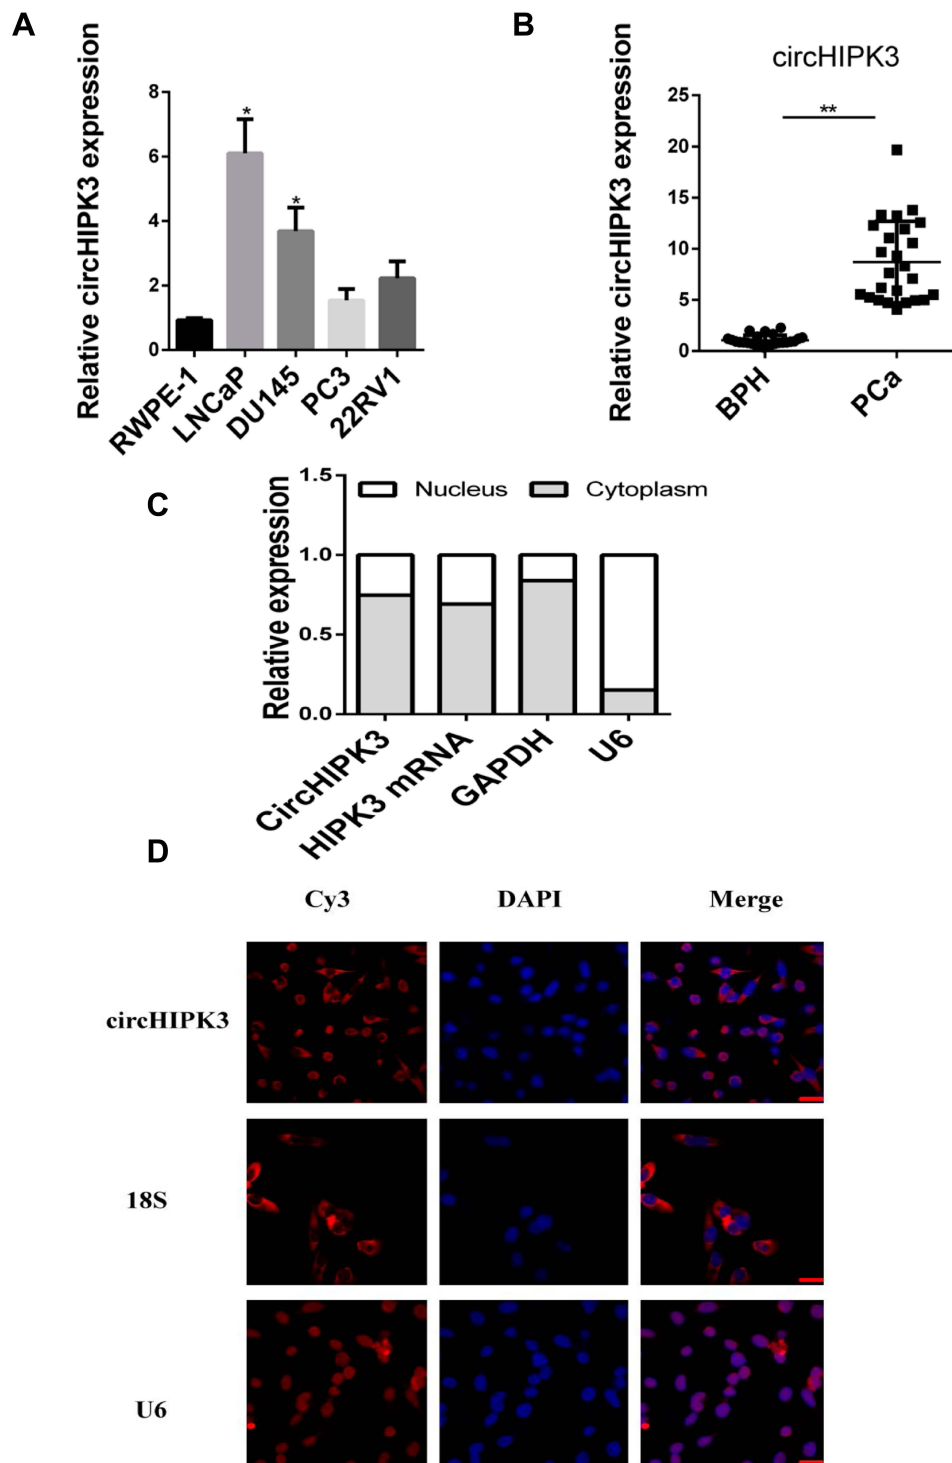 A
Relative circHIPK3 expression
8
6
4
2
0
*
*
RWPE-1
LNCaP
DU145
PC3
22RV1
B
circHIPK3
Relative circHIPK3 expression
25
20
15
10
5
0
**
BPH
PCa
C
Relative expression
1.5
1.0
0.5
0.0
Nucleus
Cytoplasm
CircHIPK3
HIPK3 mRNA
GAPDH
U6
D
Cy3 DAPI Merge
circHIPK3
18S
U6